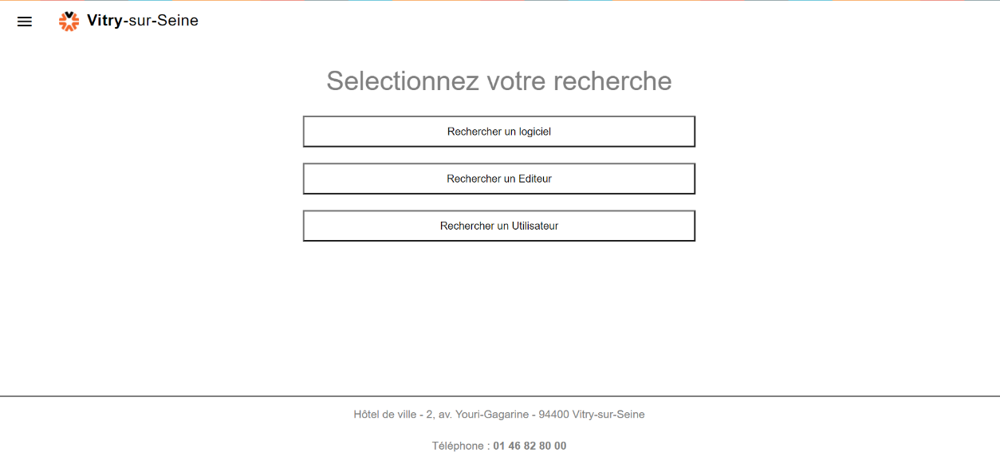 Vitry-sur-Seine
Selectionnez votre recherche
Rechercher un logiciel
Rechercher un Editeur
Rechercher un Utilisateur
Hôtel de ville - 2, av. Youri-Gagarine - 94400 Vitry-sur-Seine
Téléphone : 01 46 82 80 00